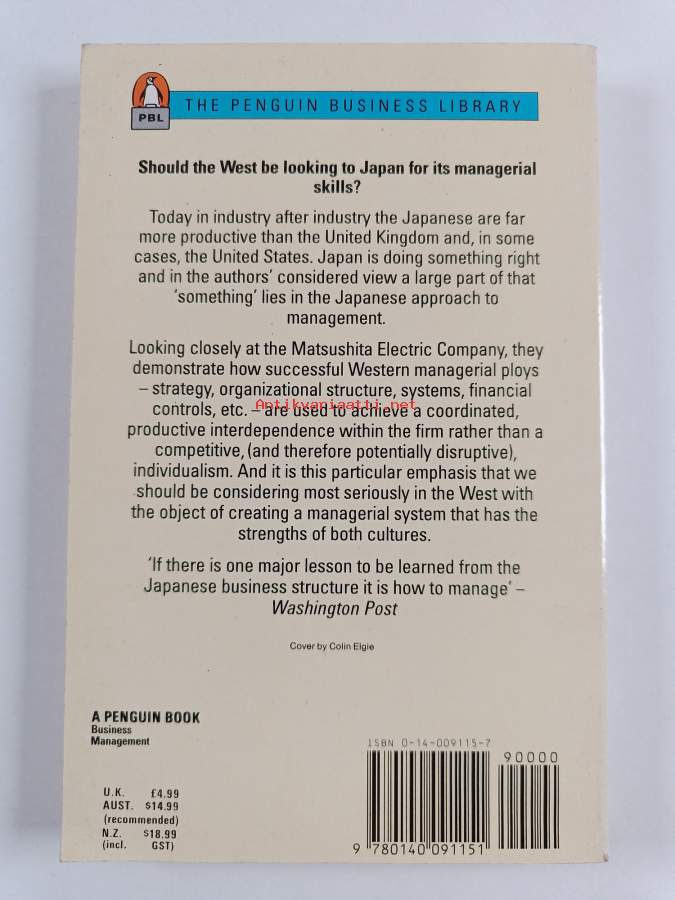 PBL
THE PENGUIN BUSINESS LIBRARY
Should the West be looking to Japan for its managerial
skills?
Today in industry after industry the Japanese are far
more productive than the United Kingdom and, in some
cases, the United States. Japan is doing something right
and in the authors’ considered view a large part of that
‘something’ lies in the Japanese approach to
management.
Looking closely at the Matsushita Electric Company, they
demonstrate how successful Western managerial ploys
– strategy, organizational structure, systems, financial
controls, etc. – are used to achieve a coordinated,
Antikvariaatti.net
productive interdependence within the firm rather than a
competitive, (and therefore potentially disruptive),
individualism. And it is this particular emphasis that we
should be considering most seriously in the West with
the object of creating a managerial system that has the
strengths of both cultures.
‘If there is one major lesson to be learned from the
Japanese business structure it is how to manage’ –
Washington Post
Cover by Colin Elgie
A PENGUIN BOOK
Business
Management
ISBN 0-14-009115-7
90000
U.K. £4.99
AUST. $14.99
(recommended)
N.Z. $18.99
(incl. GST)
9 780140 091151